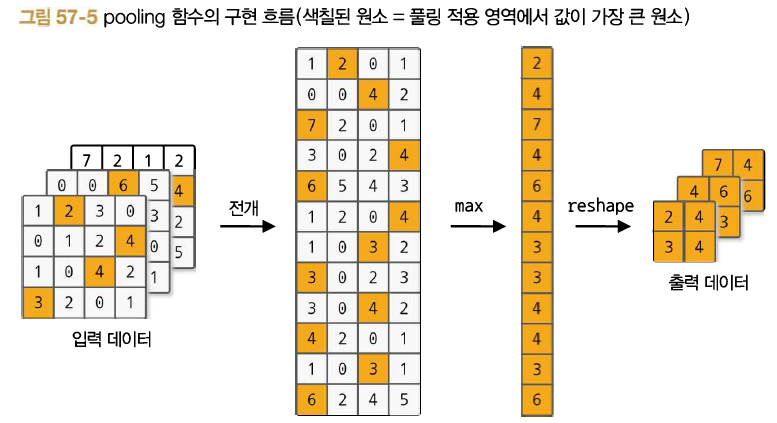 그림 57-5 pooling 함수의 구현 흐름(색칠된 원소 = 풀링 적용 영역에서 값이 가장 큰 원소)
7 2 1 2
4
2
5
0 0 6 5
3
0
1
1 2 3 0
0 1 2 4
1 0 4 2
3 2 0 1
입력 데이터
전개
1 2 0 1
0 0 4 2
7 2 0 1
3 0 2 4
6 5 4 3
1 2 0 4
1 0 3 2
3 0 2 3
3 0 4 2
4 2 0 1
1 0 3 1
6 2 4 5
max
2
4
7
4
6
4
3
3
4
4
3
6
reshape
7 4
6
4 6
3
2 4
3 4
출력 데이터